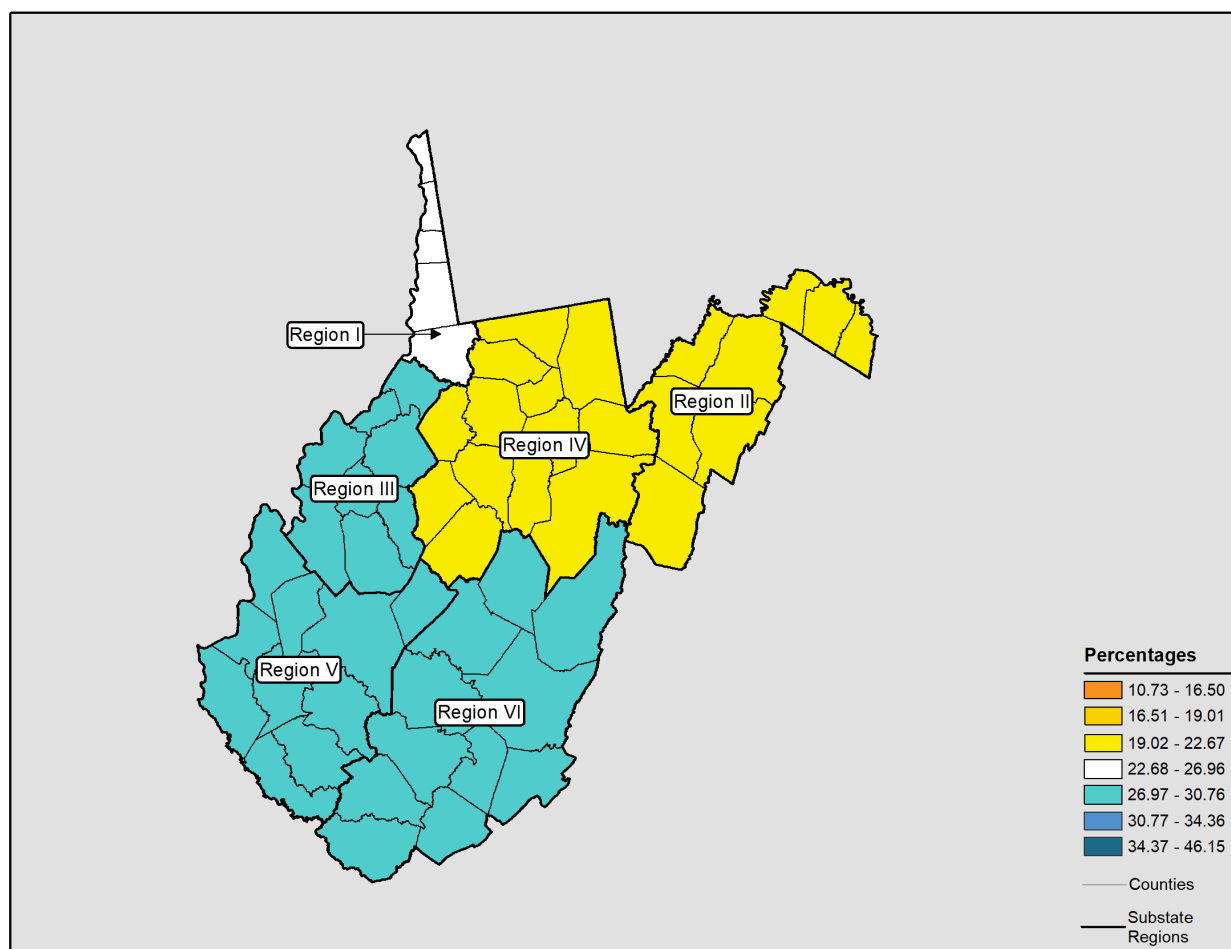 Region I
Region II
Region IV
Region III
Region V
Region VI
Percentages
10.73 - 16.50
16.51 - 19.01
19.02 - 22.67
22.68 - 26.96
26.97 - 30.76
30.77 - 34.36
34.37 - 46.15
Counties
Substate
Regions